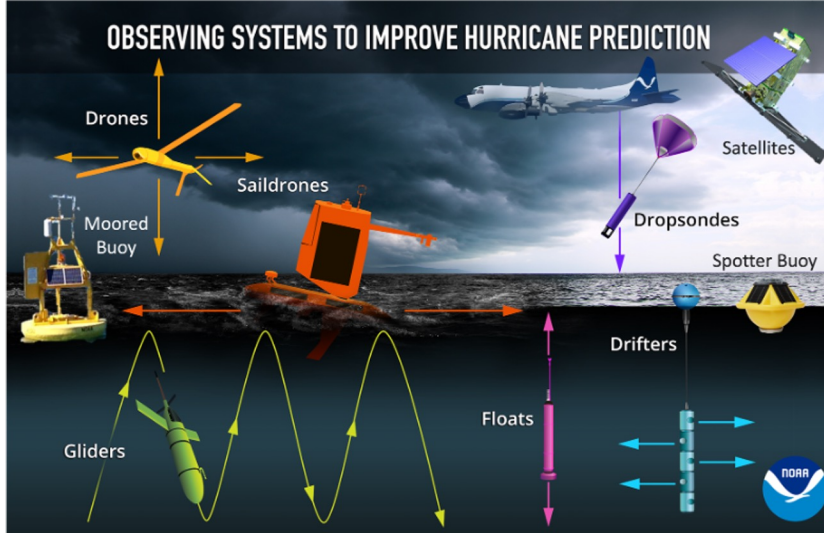 OBSERVING SYSTEMS TO IMPROVE HURRICANE PREDICTION
Drones
Satellites
Saildrones
Moored
Buoy
Dropsondes
Spotter Buoy
Drifters
Floats
Gliders
NOAA